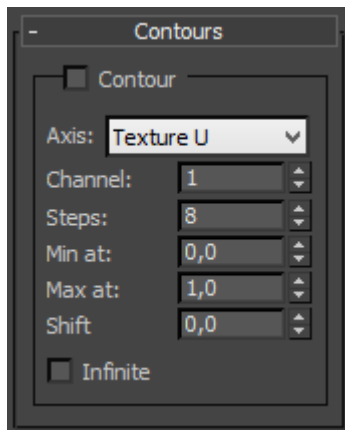 - Contours
Contour
Axis: Texture U
Channel: 1
Steps: 8
Min at: 0,0
Max at: 1,0
Shift 0,0
Infinite